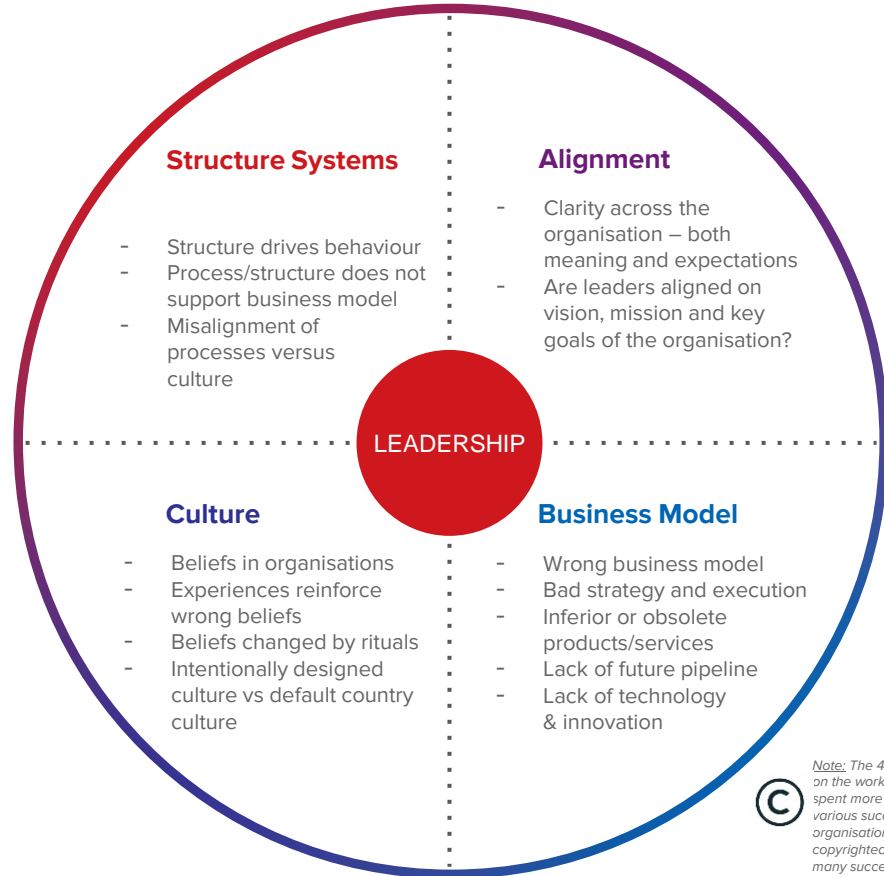 Structure Systems
- Structure drives behaviour
- Process/structure does not
support business model
- Misalignment of
processes versus
culture
Alignment
- Clarity across the
organisation – both
meaning and expectations
- Are leaders aligned on
vision, mission and key
goals of the organisation?
LEADERSHIP
Culture
- Beliefs in organisations
- Experiences reinforce
wrong beliefs
- Beliefs changed by rituals
- Intentionally designed
culture vs default country
culture
Business Model
- Wrong business model
- Bad strategy and execution
- Inferior or obsolete
products/services
- Lack of future pipeline
- Lack of technology
& innovation
©
Note: The 4
on the work
spent more
various succ
organisation
copyrighted
many succe